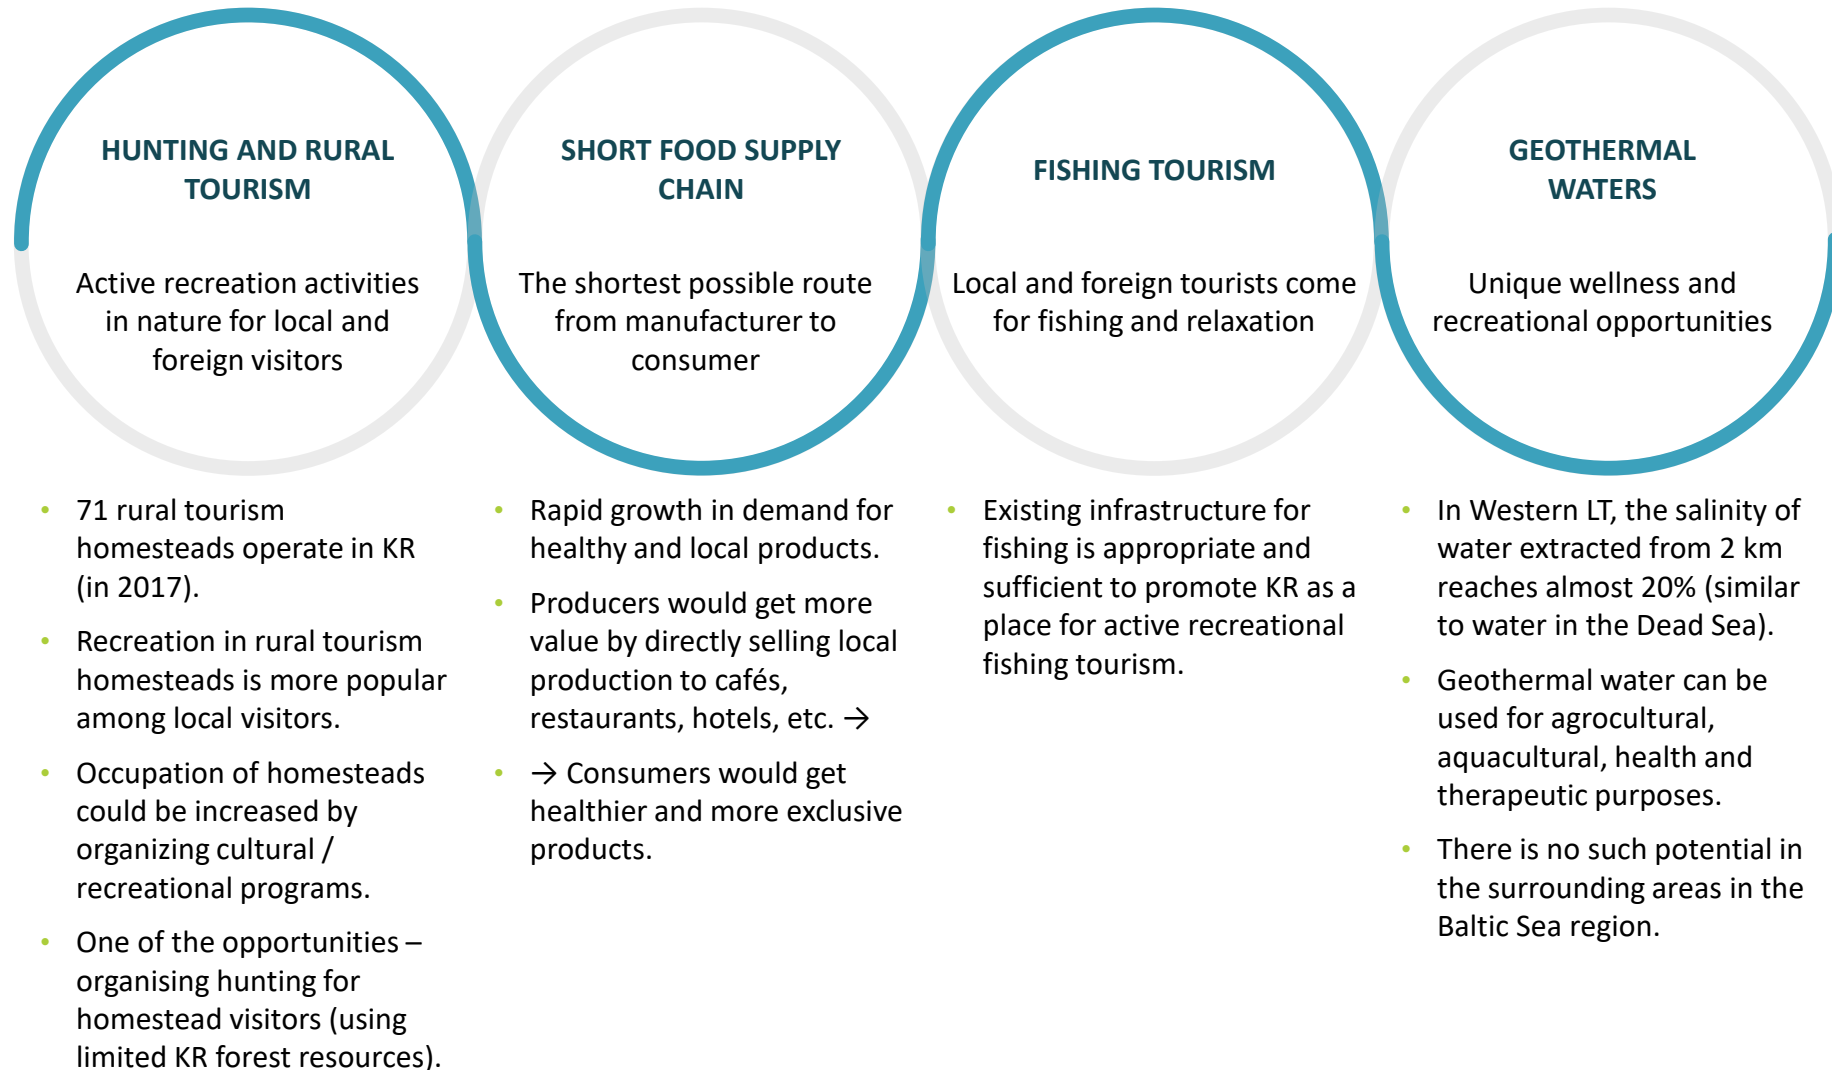 HUNTING AND RURAL
TOURISM
Active recreation activities
in nature for local and
foreign visitors
• 71 rural tourism
homesteads operate in KR
(in 2017).
• Recreation in rural tourism
homesteads is more popular
among local visitors.
• Occupation of homesteads
could be increased by
organizing cultural /
recreational programs.
• One of the opportunities –
organising hunting for
homestead visitors (using
limited KR forest resources).
SHORT FOOD SUPPLY
CHAIN
The shortest possible route
from manufacturer to
consumer
• Rapid growth in demand for
healthy and local products.
• Producers would get more
value by directly selling local
production to cafés,
restaurants, hotels, etc. →
• → Consumers would get
healthier and more exclusive
products.
FISHING TOURISM
Local and foreign tourists come
for fishing and relaxation
• Existing infrastructure for
fishing is appropriate and
sufficient to promote KR as a
place for active recreational
fishing tourism.
GEOTHERMAL
WATERS
Unique wellness and
recreational opportunities
• In Western LT, the salinity of
water extracted from 2 km
reaches almost 20% (similar
to water in the Dead Sea).
• Geothermal water can be
used for agrocultural,
aquacultural, health and
therapeutic purposes.
• There is no such potential in
the surrounding areas in the
Baltic Sea region.